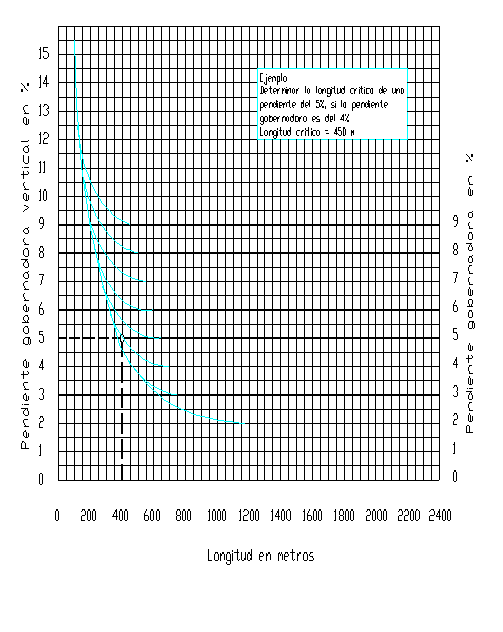 Ejemplo
Determinar la longitud critica de una
pendiente del 5%, si la pendiente
gobernadora es del 4%
Longitud critica = 450 m
Pendiente gobernadora vertical en %
15
14
13
12
11
10
9
8
7
6
5
4
3
2
1
0
Pendiente gobernadora en %
9
8
7
6
5
4
3
2
1
0
0 200 400 600 800 1000 1200 1400 1600 1800 2000 2200 2400
Longitud en metros